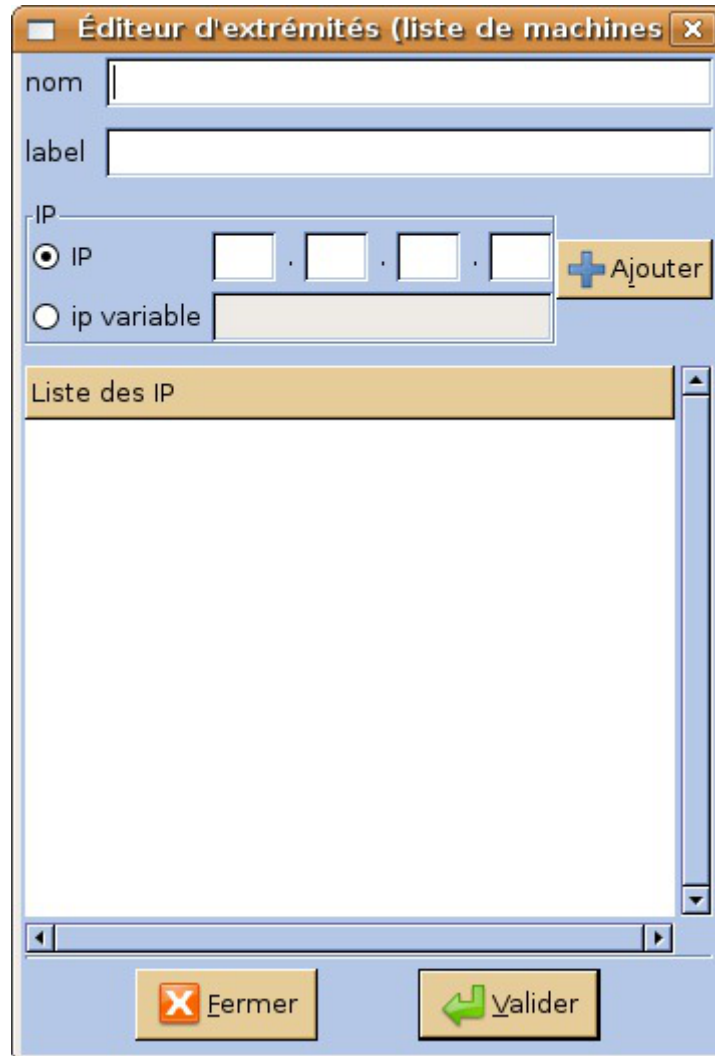 Éditeur d'extrémités (liste de machines
nom
label
IP
IP . . .
Ajouter
ip variable
Liste des IP
Fermer Valider